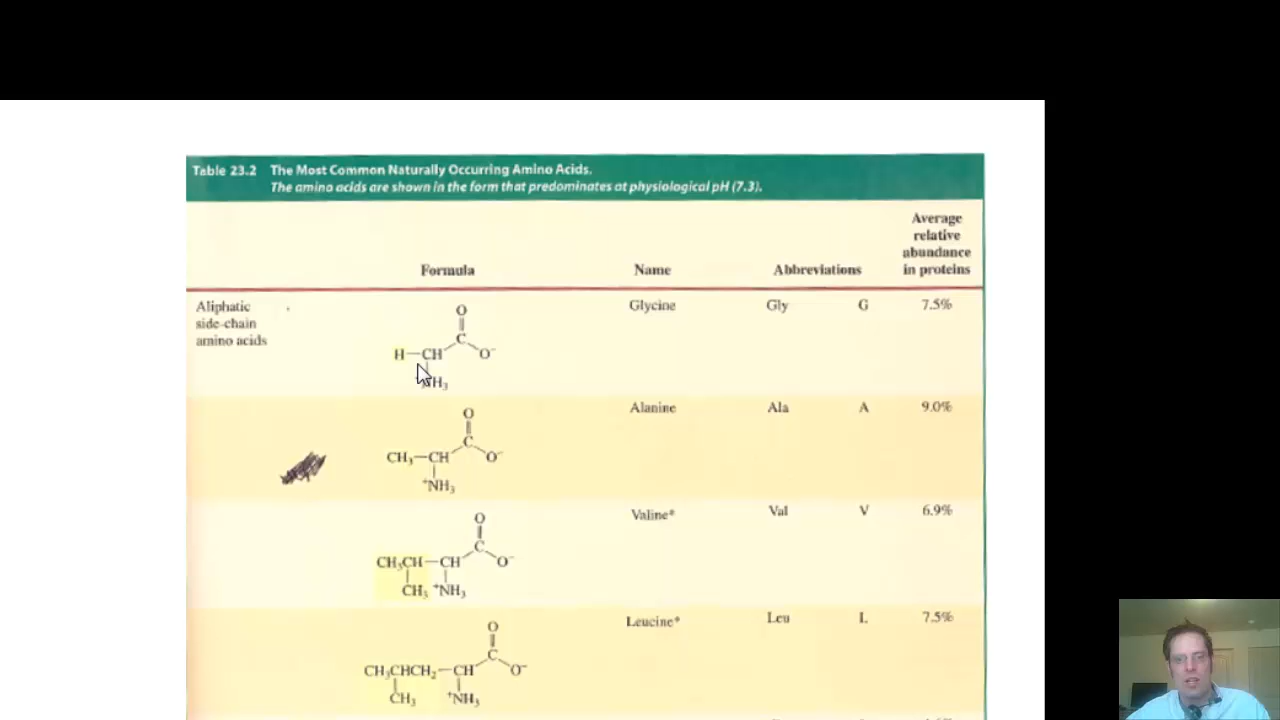 Table 23.2 The Most Common Naturally Occurring Amino Acids.
The amino acids are shown in the form that predominates at physiological pH (7.3).
Formula Name Abbreviations Average relative abundance in proteins
Aliphatic side-chain amino acids
O
C
H—CH O⁻
NH₃
Glycine Gly G 7.5%
O
C
CH₃—CH O⁻
⁺NH₃
Alanine Ala A 9.0%
O
C
CH₃CH—CH O⁻
CH₃ ⁺NH₃
Valine* Val V 6.9%
O
C
CH₃CHCH₂—CH O⁻
CH₃ ⁺NH₃
Leucine* Leu L 7.5%